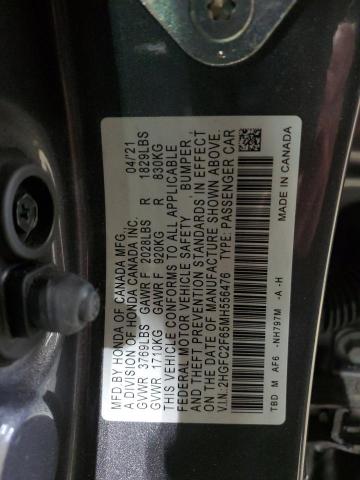 MFD.BY HONDA OF CANADA MFG., 04/'21
A DIVISION OF HONDA CANADA INC.
GVWR 3769LBS GAWR F 2028LBS R 1829LBS
GVWR 1710KG GAWR F 920KG R 830KG
THIS VEHICLE CONFORMS TO ALL APPLICABLE
FEDERAL MOTOR VEHICLE SAFETY BUMPER,
AND THEFT PREVENTION STANDARDS IN EFFECT
ON THE DATE OF MANUFACTURE SHOWN ABOVE.
V.I.N. 2HGFC2F65MH556476 TYPE: PASSENGER CAR
TBD M AF6 -NH797M -A -H MADE IN CANADA